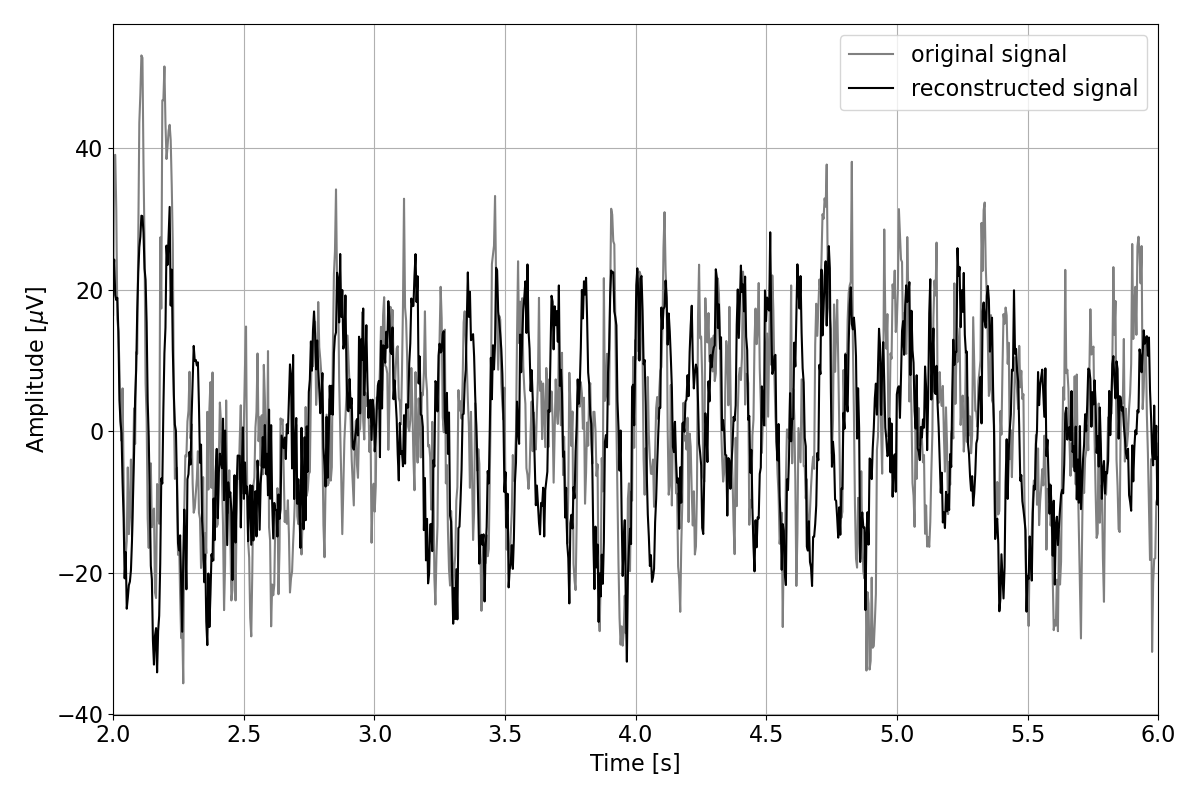 original signal
reconstructed signal
Amplitude [μV]
40
20
0
−20
−40
2.0 2.5 3.0 3.5 4.0 4.5 5.0 5.5 6.0
Time [s]